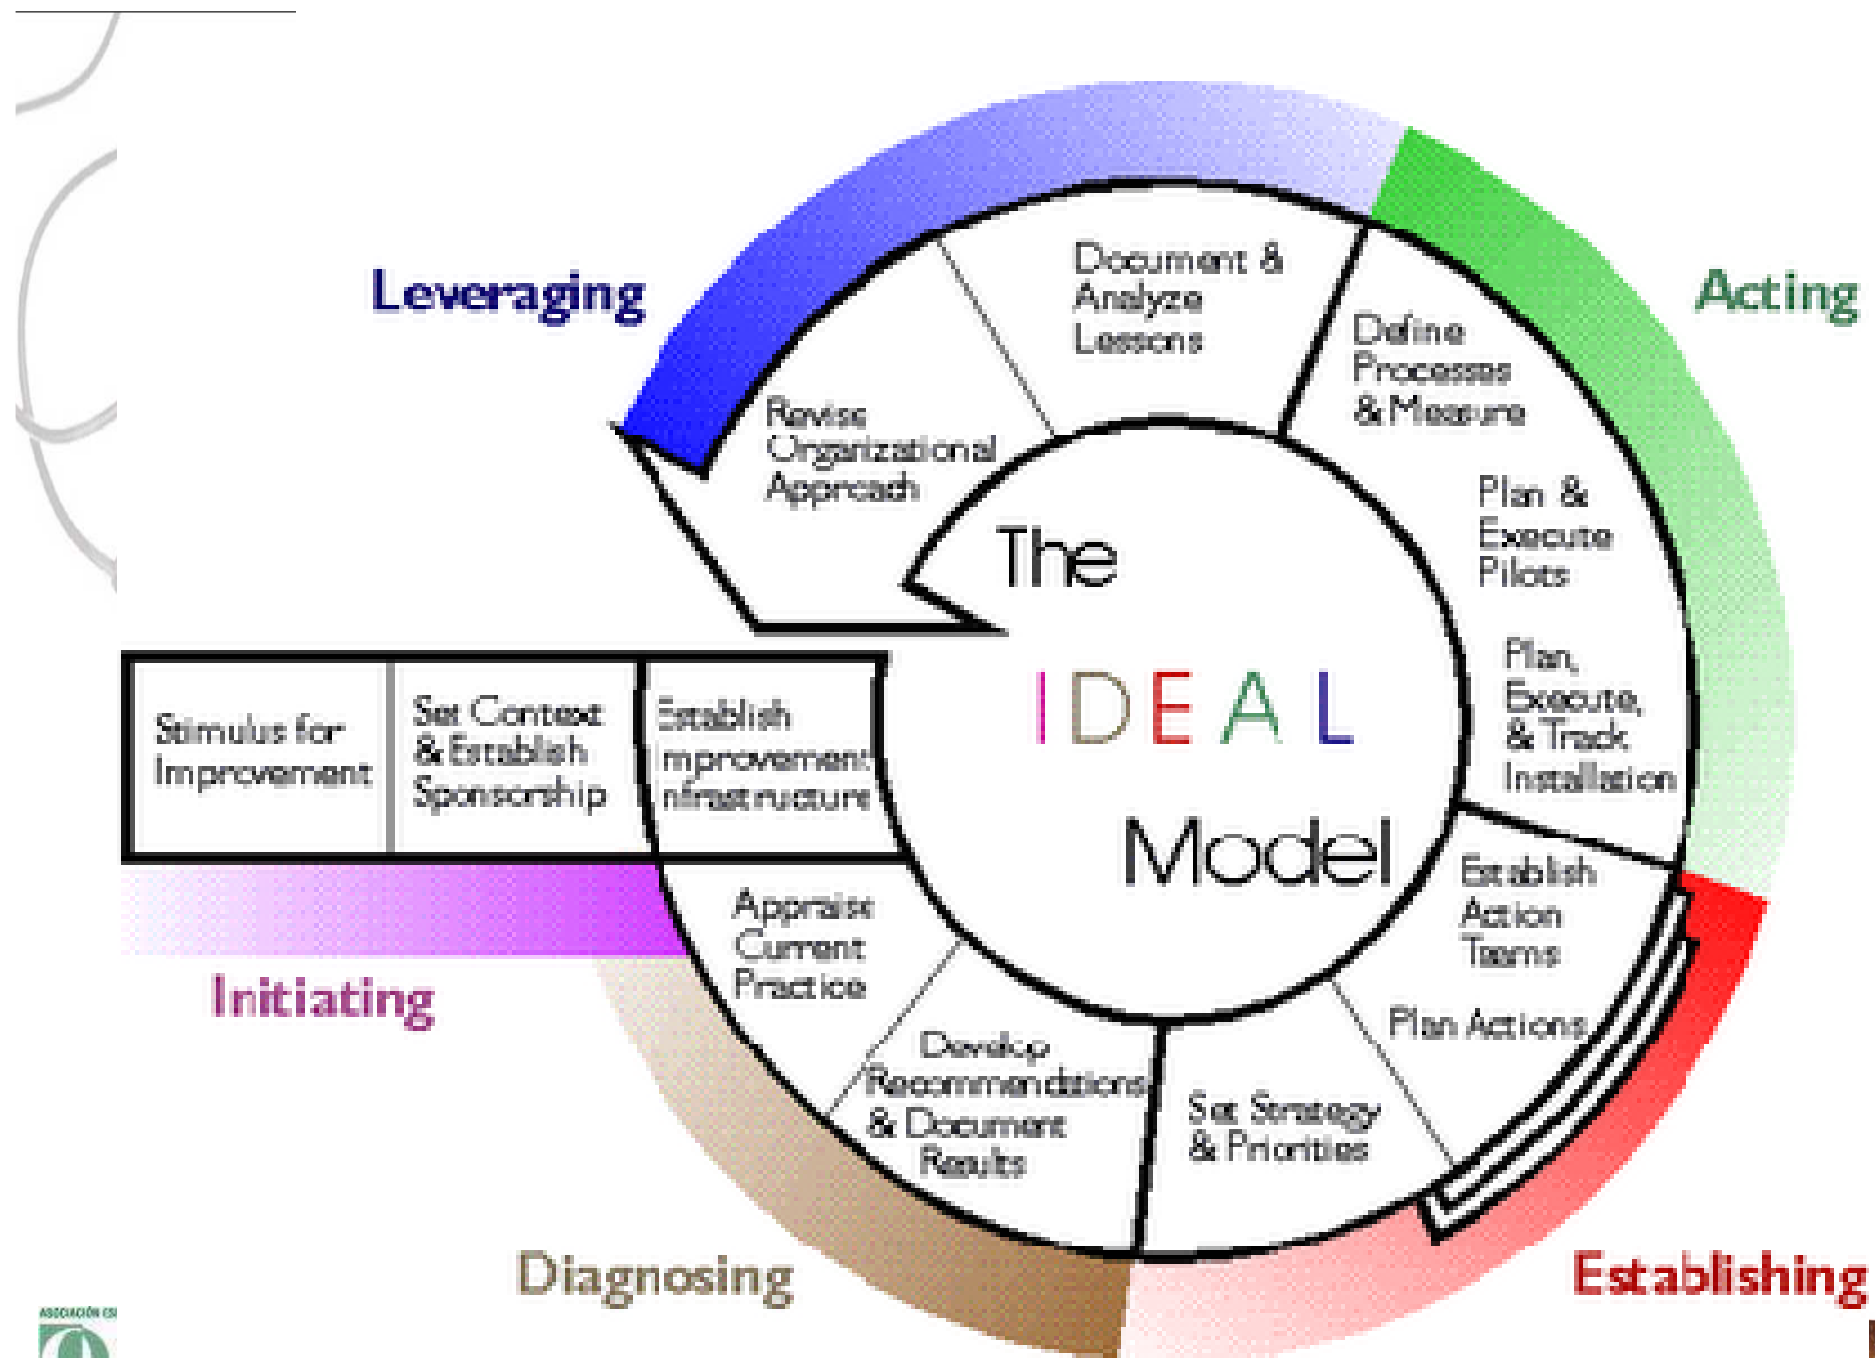 Leveraging
Acting
Document &
Analyze
Lessons
Define
Processes
& Measure
Revise
Organizational
Approach
Plan &
Execute
Pilots
The
IDEAL
Model
Plan,
Execute,
& Track
Installation
Stimulus for
Improvement
Set Context
& Establish
Sponsorship
Establish
Improvement
Infrastructure
Initiating
Appraise
Current
Practice
Develop
Recommendations
& Document
Results
Set Strategy
& Priorities
Establish
Action
Teams
Plan Actions
Diagnosing
Establishing
ASOCIACIÓN